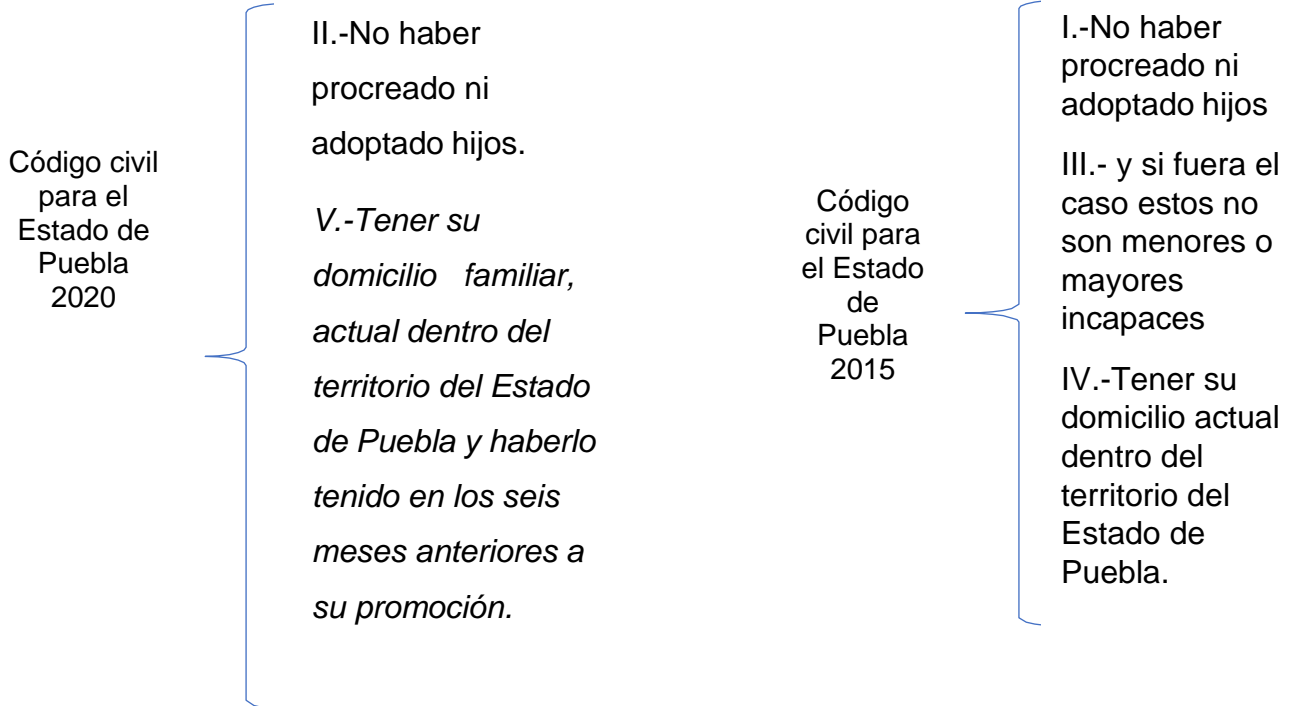 Código civil
para el
Estado de
Puebla
2020
II.-No haber
procreado ni
adoptado hijos.
V.-Tener su
domicilio familiar,
actual dentro del
territorio del Estado
de Puebla y haberlo
tenido en los seis
meses anteriores a
su promoción.
Código
civil para
el Estado
de
Puebla
2015
I.-No haber
procreado ni
adoptado hijos
III.- y si fuera el
caso estos no
son menores o
mayores
incapaces
IV.-Tener su
domicilio actual
dentro del
territorio del
Estado de
Puebla.